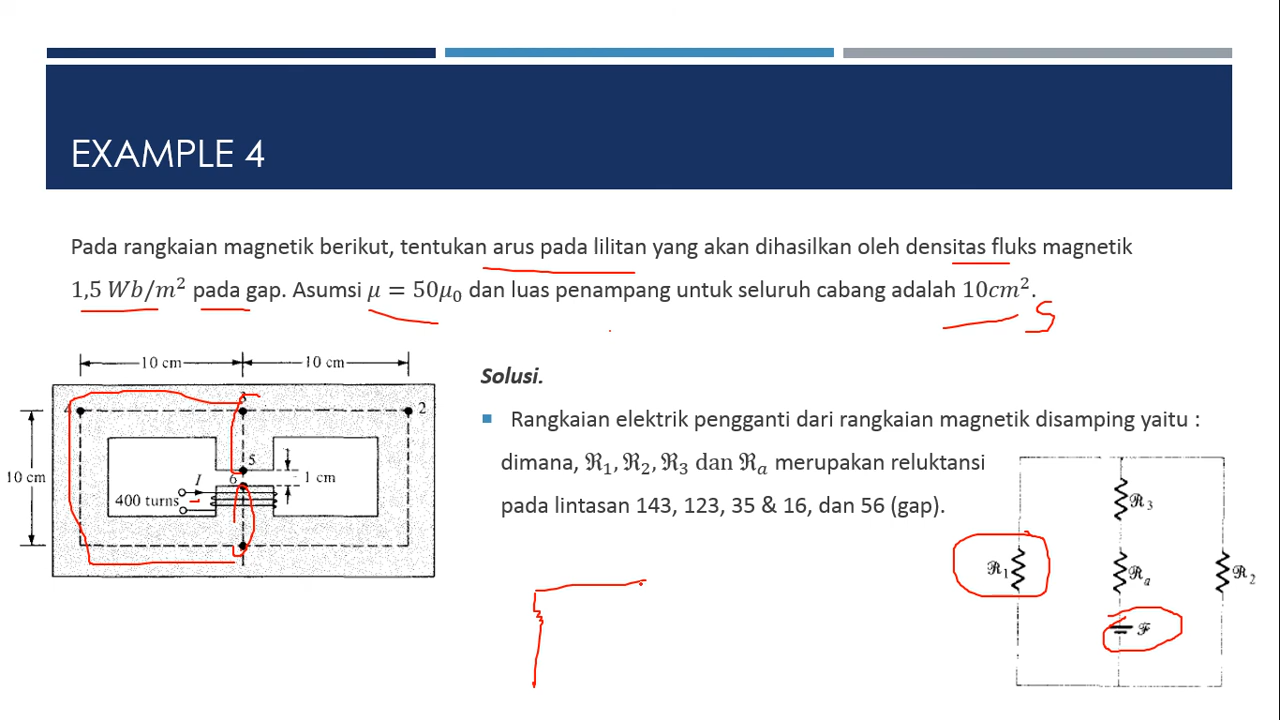 EXAMPLE 4
Pada rangkaian magnetik berikut, tentukan arus pada lilitan yang akan dihasilkan oleh densitas fluks magnetik
1,5 Wb/m² pada gap. Asumsi μ = 50μ₀ dan luas penampang untuk seluruh cabang adalah 10cm².
S
10 cm 10 cm
4 3 2
10 cm
5
6
1 cm
I
400 turns
Solusi.
Rangkaian elektrik pengganti dari rangkaian magnetik disamping yaitu :
dimana, ℜ₁, ℜ₂, ℜ₃ dan ℜₐ merupakan reluktansi
pada lintasan 143, 123, 35 & 16, dan 56 (gap).
ℜ₃
ℜ₁
ℜₐ
ℜ₂
ℱ